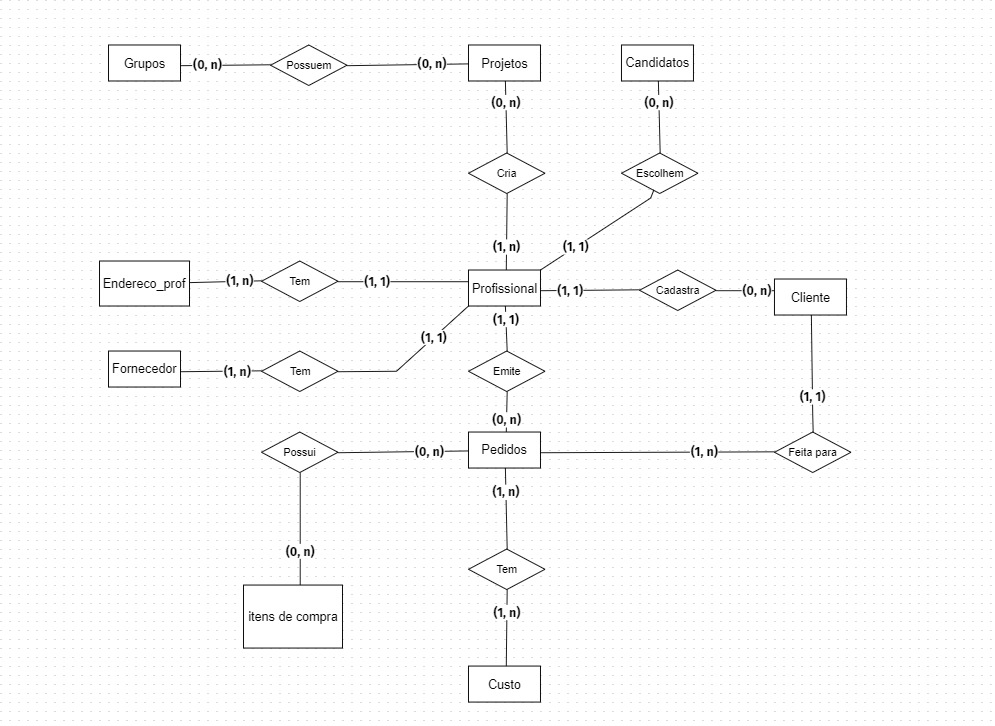 Grupos
(0, n)
Possuem
(0, n)
Projetos
Candidatos
(0, n)
(0, n)
Cria
Escolhem
(1, n)
(1, 1)
Endereco_prof
(1, n)
Tem
(1, 1)
Profissional
(1, 1)
Cadastra
(0, n)
Cliente
(1, 1)
(1, 1)
Fornecedor
(1, n)
Tem
Emite
(1, 1)
(0, n)
Possui
(0, n)
Pedidos
(1, n)
Feita para
(1, n)
(0, n)
Tem
itens de compra
(1, n)
Custo